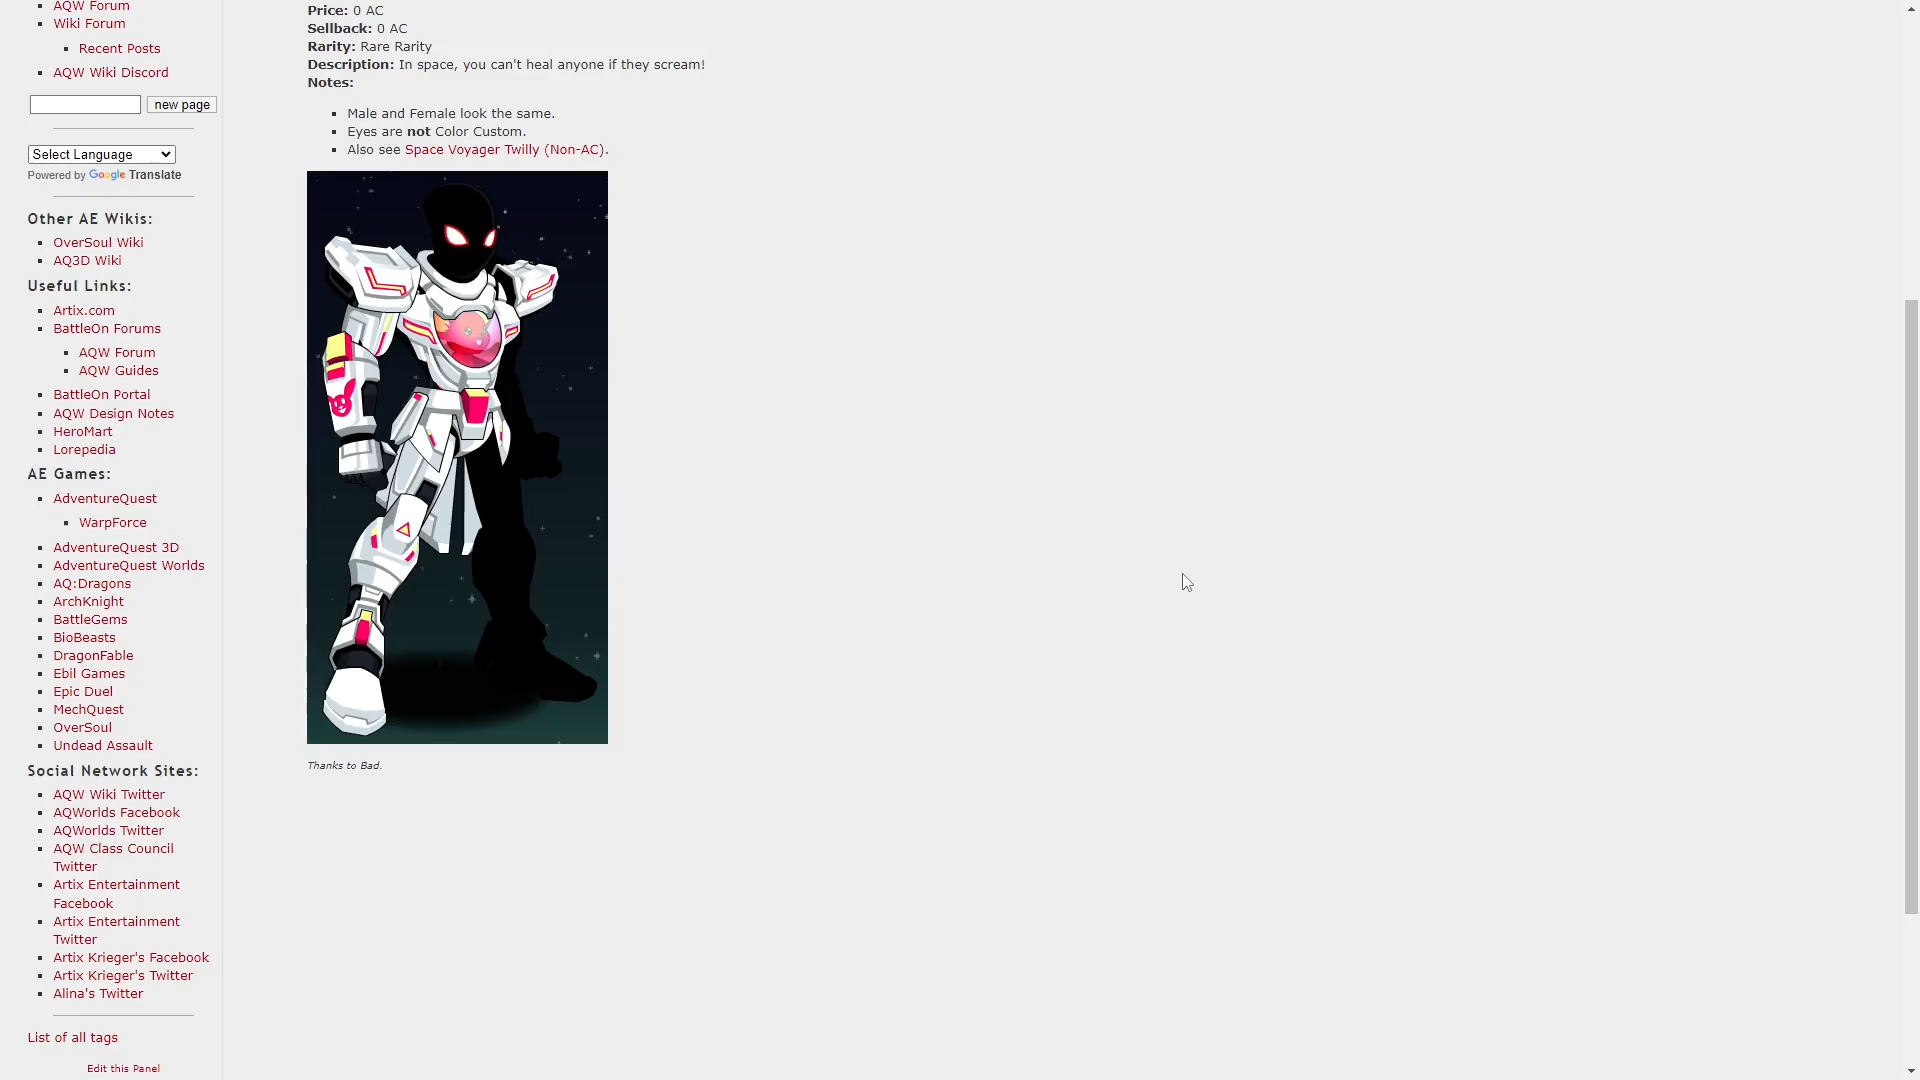 AQW Forum
Wiki Forum
Recent Posts
AQW Wiki Discord
new page
Select Language
Powered by Google Translate
Other AE Wikis:
OverSoul Wiki
AQ3D Wiki
Useful Links:
Artix.com
BattleOn Forums
AQW Forum
AQW Guides
BattleOn Portal
AQW Design Notes
HeroMart
Lorepedia
AE Games:
AdventureQuest
WarpForce
AdventureQuest 3D
AdventureQuest Worlds
AQ:Dragons
ArchKnight
BattleGems
BioBeasts
DragonFable
Ebil Games
Epic Duel
MechQuest
OverSoul
Undead Assault
Social Network Sites:
AQW Wiki Twitter
AQWorlds Facebook
AQWorlds Twitter
AQW Class Council
Twitter
Artix Entertainment
Facebook
Artix Entertainment
Twitter
Artix Krieger's Facebook
Artix Krieger's Twitter
Alina's Twitter
List of all tags
Edit this Panel
Price: 0 AC
Sellback: 0 AC
Rarity: Rare Rarity
Description: In space, you can't heal anyone if they scream!
Notes:
Male and Female look the same.
Eyes are not Color Custom.
Also see Space Voyager Twilly (Non-AC).
Thanks to Bad.